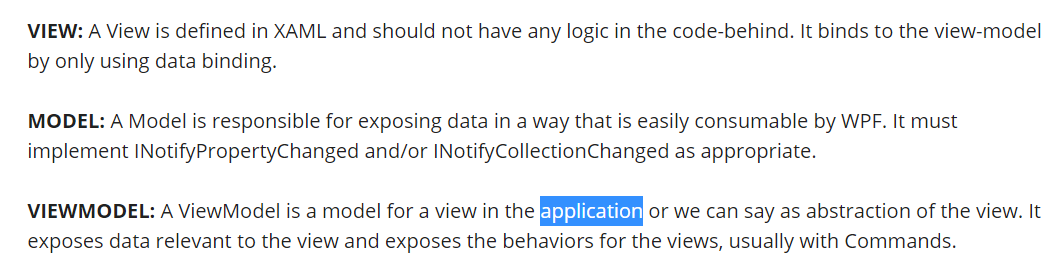 VIEW: A View is defined in XAML and should not have any logic in the code-behind. It binds to the view-model
by only using data binding.
MODEL: A Model is responsible for exposing data in a way that is easily consumable by WPF. It must
implement INotifyPropertyChanged and/or INotifyCollectionChanged as appropriate.
VIEWMODEL: A ViewModel is a model for a view in the application or we can say as abstraction of the view. It
exposes data relevant to the view and exposes the behaviors for the views, usually with Commands.